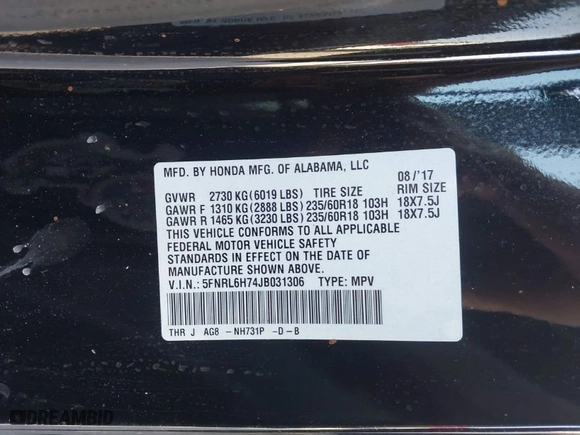 MFD. BY HONDA MFG. OF ALABAMA, LLC
08/'17
GVWR 2730 KG(6019 LBS) TIRE SIZE RIM SIZE
GAWR F 1310 KG(2888 LBS)235/60R18 103H 18X7.5J
GAWR R 1465 KG(3230 LBS)235/60R18 103H 18X7.5J
THIS VEHICLE CONFORMS TO ALL APPLICABLE
FEDERAL MOTOR VEHICLE SAFETY
STANDARDS IN EFFECT ON THE DATE OF
MANUFACTURE SHOWN ABOVE.
V.I.N.: 5FNRL6H74JB031306 TYPE: MPV
THR J AG8 -NH731P -D-B
DREAMBID